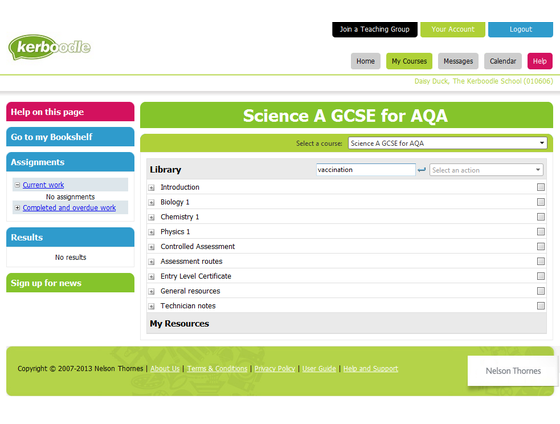 Join a Teaching Group Your Account Logout
kerboodle
Home My Courses Messages Calendar Help
Daisy Duck, The Kerboodle School (010606)
Help on this page
Go to my Bookshelf
Assignments
Current work
No assignments
Completed and overdue work
Results
No results
Sign up for news
Science A GCSE for AQA
Select a course: Science A GCSE for AQA
Library vaccination Select an action
Introduction
Biology 1
Chemistry 1
Physics 1
Controlled Assessment
Assessment routes
Entry Level Certificate
General resources
Technician notes
My Resources
Copyright © 2007-2013 Nelson Thornes | About Us | Terms & Conditions | Privacy Policy | User Guide | Help and Support
Nelson Thornes